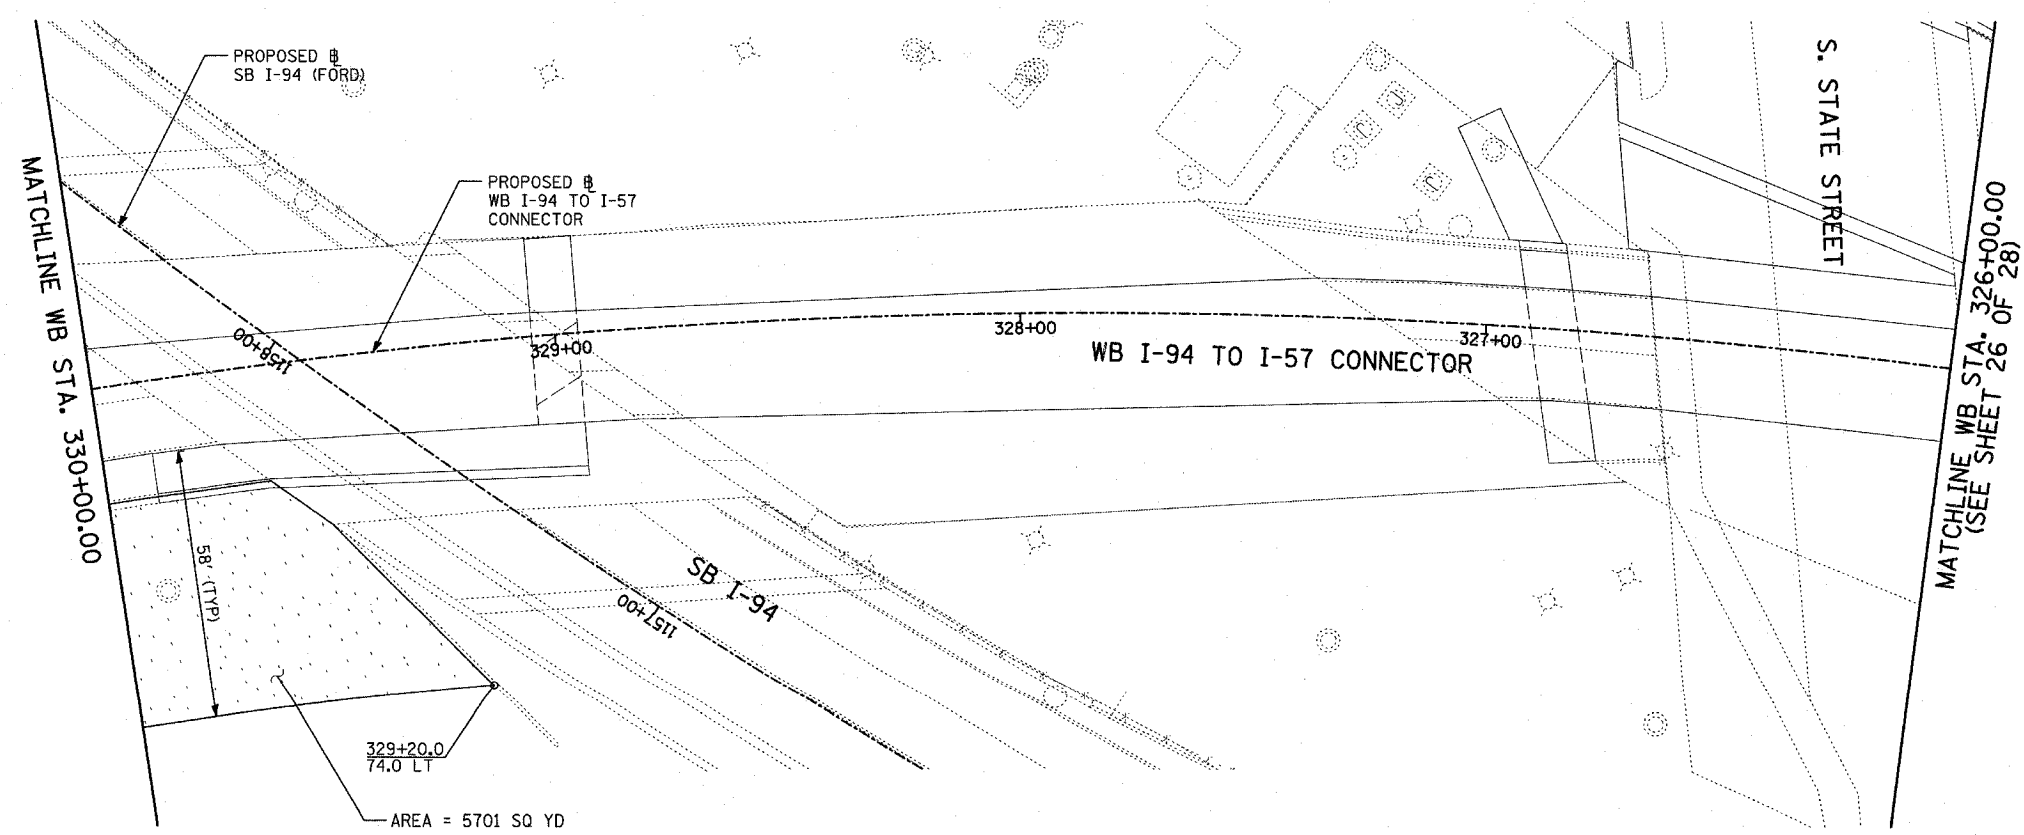 PROPOSED ℄
SB I-94 (FORD)
PROPOSED ℄
WB I-94 TO I-57
CONNECTOR
S. STATE STREET
MATCHLINE WB STA. 330+00.00
MATCHLINE WB STA. 326+00.00
(SEE SHEET 26 OF 28)
1158+00
329+00
328+00
327+00
WB I-94 TO I-57 CONNECTOR
58' (TYP)
SB I-94
1157+00
329+20.0
74.0 LT
AREA = 5701 SQ YD